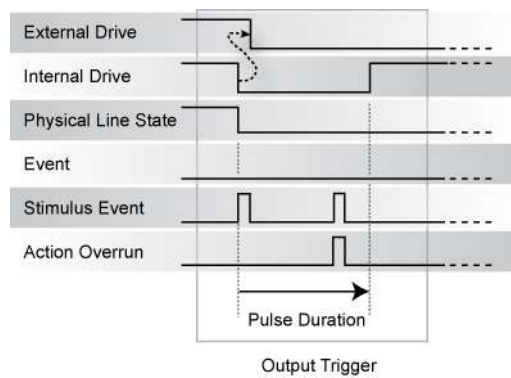 External Drive
Internal Drive
Physical Line State
Event
Stimulus Event
Action Overrun
Pulse Duration
Output Trigger